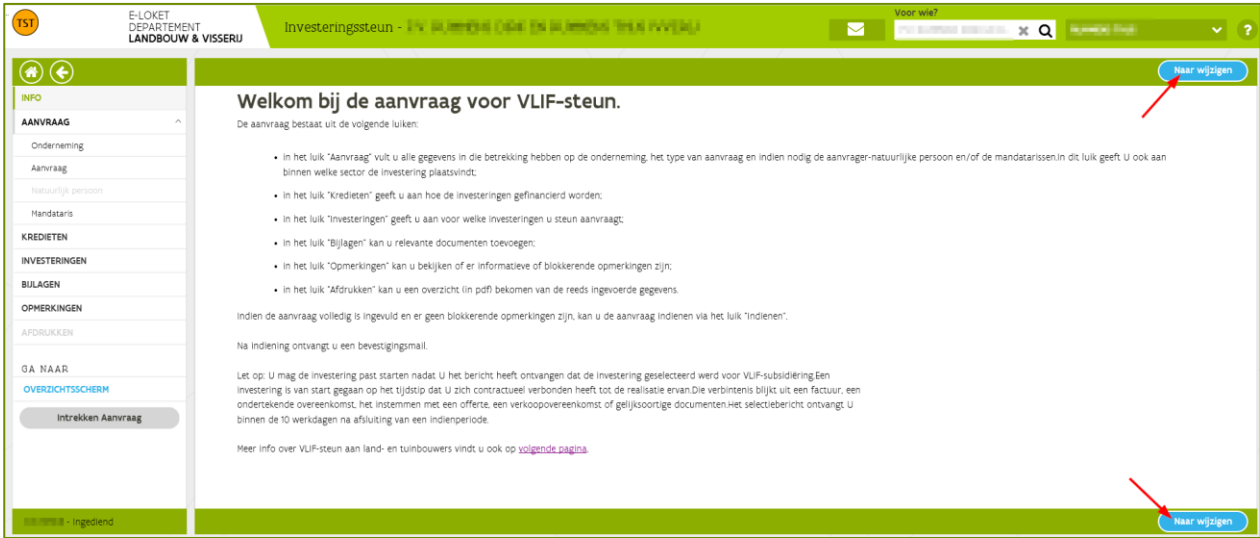 TST
E-LOKET
DEPARTEMENT
LANDBOUW & VISSERIJ
Investeringssteun -
Voor wie?
?
Naar wijzigen
INFO
AANVRAAG
Onderneming
Aanvraag
Natuurlijk persoon
Mandataris
KREDIETEN
INVESTERINGEN
BIJLAGEN
OPMERKINGEN
AFDRUKKEN
GA NAAR
OVERZICHTSSCHERM
Intrekken Aanvraag
- Ingediend
Welkom bij de aanvraag voor VLIF-steun.
De aanvraag bestaat uit de volgende luiken:
• in het luik "Aanvraag" vult u alle gegevens in die betrekking hebben op de onderneming, het type van aanvraag en indien nodig de aanvrager-natuurlijke persoon en/of de mandatarissen.In dit luik geeft U ook aan
binnen welke sector de investering plaatsvindt;
• in het luik "Kredieten" geeft u aan hoe de investeringen gefinancierd worden;
• in het luik "Investeringen" geeft u aan voor welke investeringen u steun aanvraagt;
• in het luik "Bijlagen" kan u relevante documenten toevoegen;
• in het luik "Opmerkingen" kan u bekijken of er informatieve of blokkerende opmerkingen zijn;
• in het luik "Afdrukken" kan u een overzicht (in pdf) bekomen van de reeds ingevoerde gegevens.
Indien de aanvraag volledig is ingevuld en er geen blokkerende opmerkingen zijn, kan u de aanvraag indienen via het luik "Indienen".
Na indiening ontvangt u een bevestigingsmail.
Let op: U mag de investering past starten nadat U het bericht heeft ontvangen dat de investering geselecteerd werd voor VLIF-subsidiëring.Een
investering is van start gegaan op het tijdstip dat U zich contractueel verbonden heeft tot de realisatie ervan.Die verbintenis blijkt uit een factuur, een
ondertekende overeenkomst, het instemmen met een offerte, een verkoopovereenkomst of gelijksoortige documenten.Het selectiebericht ontvangt U
binnen de 10 werkdagen na afsluiting van een indienperiode.
Meer info over VLIF-steun aan land- en tuinbouwers vindt u ook op volgende pagina.
Naar wijzigen